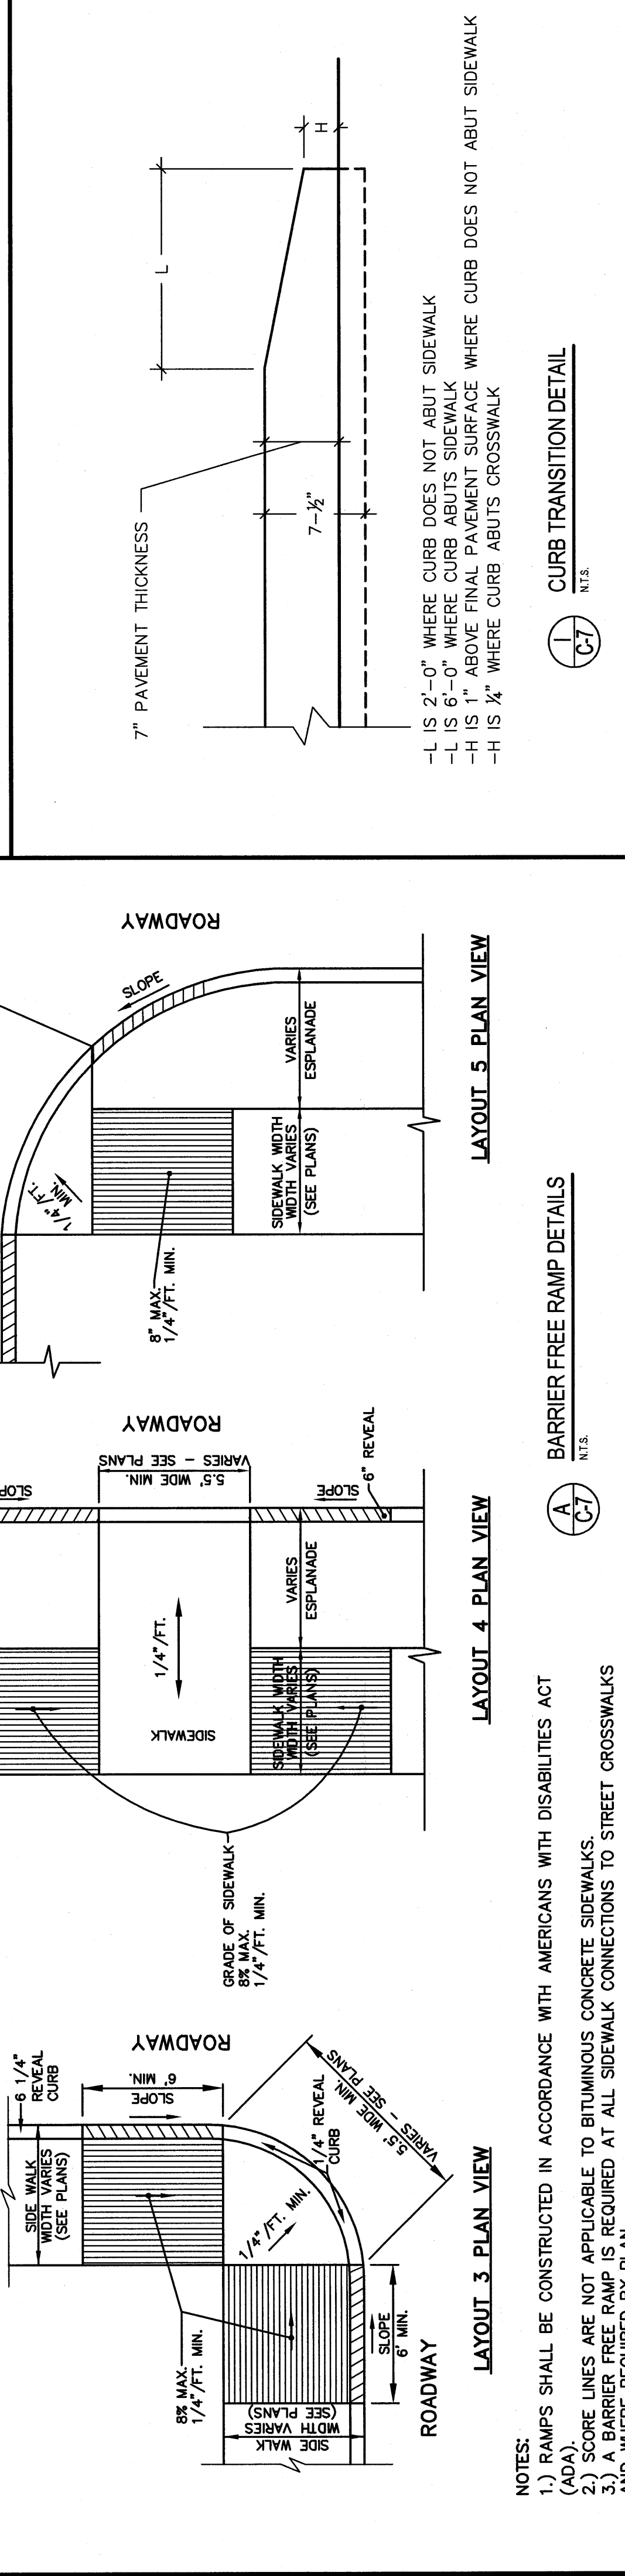 6 1/4"
REVEAL
CURB
SIDE WALK
WIDTH VARIES
(SEE PLANS)
SLOPE
6' MIN.
ROADWAY
8% MAX.
1/4"/FT. MIN.
1/4"/FT. MIN.
1/4" REVEAL
CURB
5.5' WIDE MIN.
VARIES - SEE PLANS
SIDE WALK
WIDTH VARIES
(SEE PLANS)
SLOPE
6' MIN.
ROADWAY
LAYOUT 3 PLAN VIEW
SLOPE
5.5' WIDE MIN.
VARIES - SEE PLANS
ROADWAY
1/4"/FT.
SIDEWALK
SLOPE
6" REVEAL
VARIES
ESPLANADE
SIDEWALK WIDTH
WIDTH VARIES
(SEE PLANS)
GRADE OF SIDEWALK
8% MAX.
1/4"/FT. MIN.
LAYOUT 4 PLAN VIEW
ROADWAY
SLOPE
1/4"/FT.
MIN.
8" MAX.
1/4"/FT. MIN.
VARIES
ESPLANADE
SIDEWALK WIDTH
WIDTH VARIES
(SEE PLANS)
LAYOUT 5 PLAN VIEW
NOTES:
1.) RAMPS SHALL BE CONSTRUCTED IN ACCORDANCE WITH AMERICANS WITH DISABILITIES ACT
(ADA).
2.) SCORE LINES ARE NOT APPLICABLE TO BITUMINOUS CONCRETE SIDEWALKS.
3.) A BARRIER FREE RAMP IS REQUIRED AT ALL SIDEWALK CONNECTIONS TO STREET CROSSWALKS
AND WHERE REQUIRED BY PLAN
A
C-7
BARRIER FREE RAMP DETAILS
N.T.S.
7" PAVEMENT THICKNESS
L
H
7-1/2"
-L IS 2'-0" WHERE CURB DOES NOT ABUT SIDEWALK
-L IS 6'-0" WHERE CURB ABUTS SIDEWALK
-H IS 1" ABOVE FINAL PAVEMENT SURFACE WHERE CURB DOES NOT ABUT SIDEWALK
-H IS 1/4" WHERE CURB ABUTS CROSSWALK
I
C-7
CURB TRANSITION DETAIL
N.T.S.